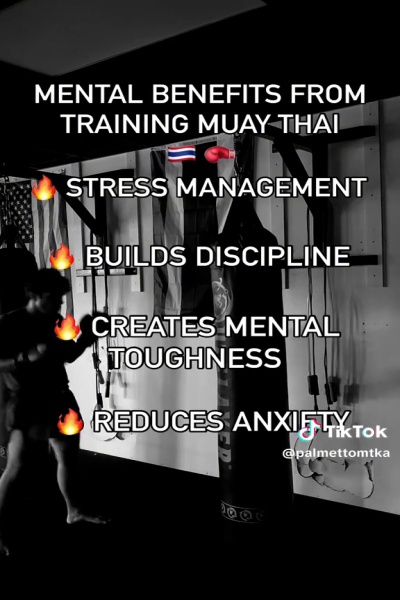 MENTAL BENEFITS FROM
TRAINING MUAY THAI
🇹🇭 🥊
🔥 STRESS MANAGEMENT
🔥 BUILDS DISCIPLINE
🔥 CREATES MENTAL
TOUGHNESS
🔥 REDUCES ANXIETY
TikTok
@palmettomtka